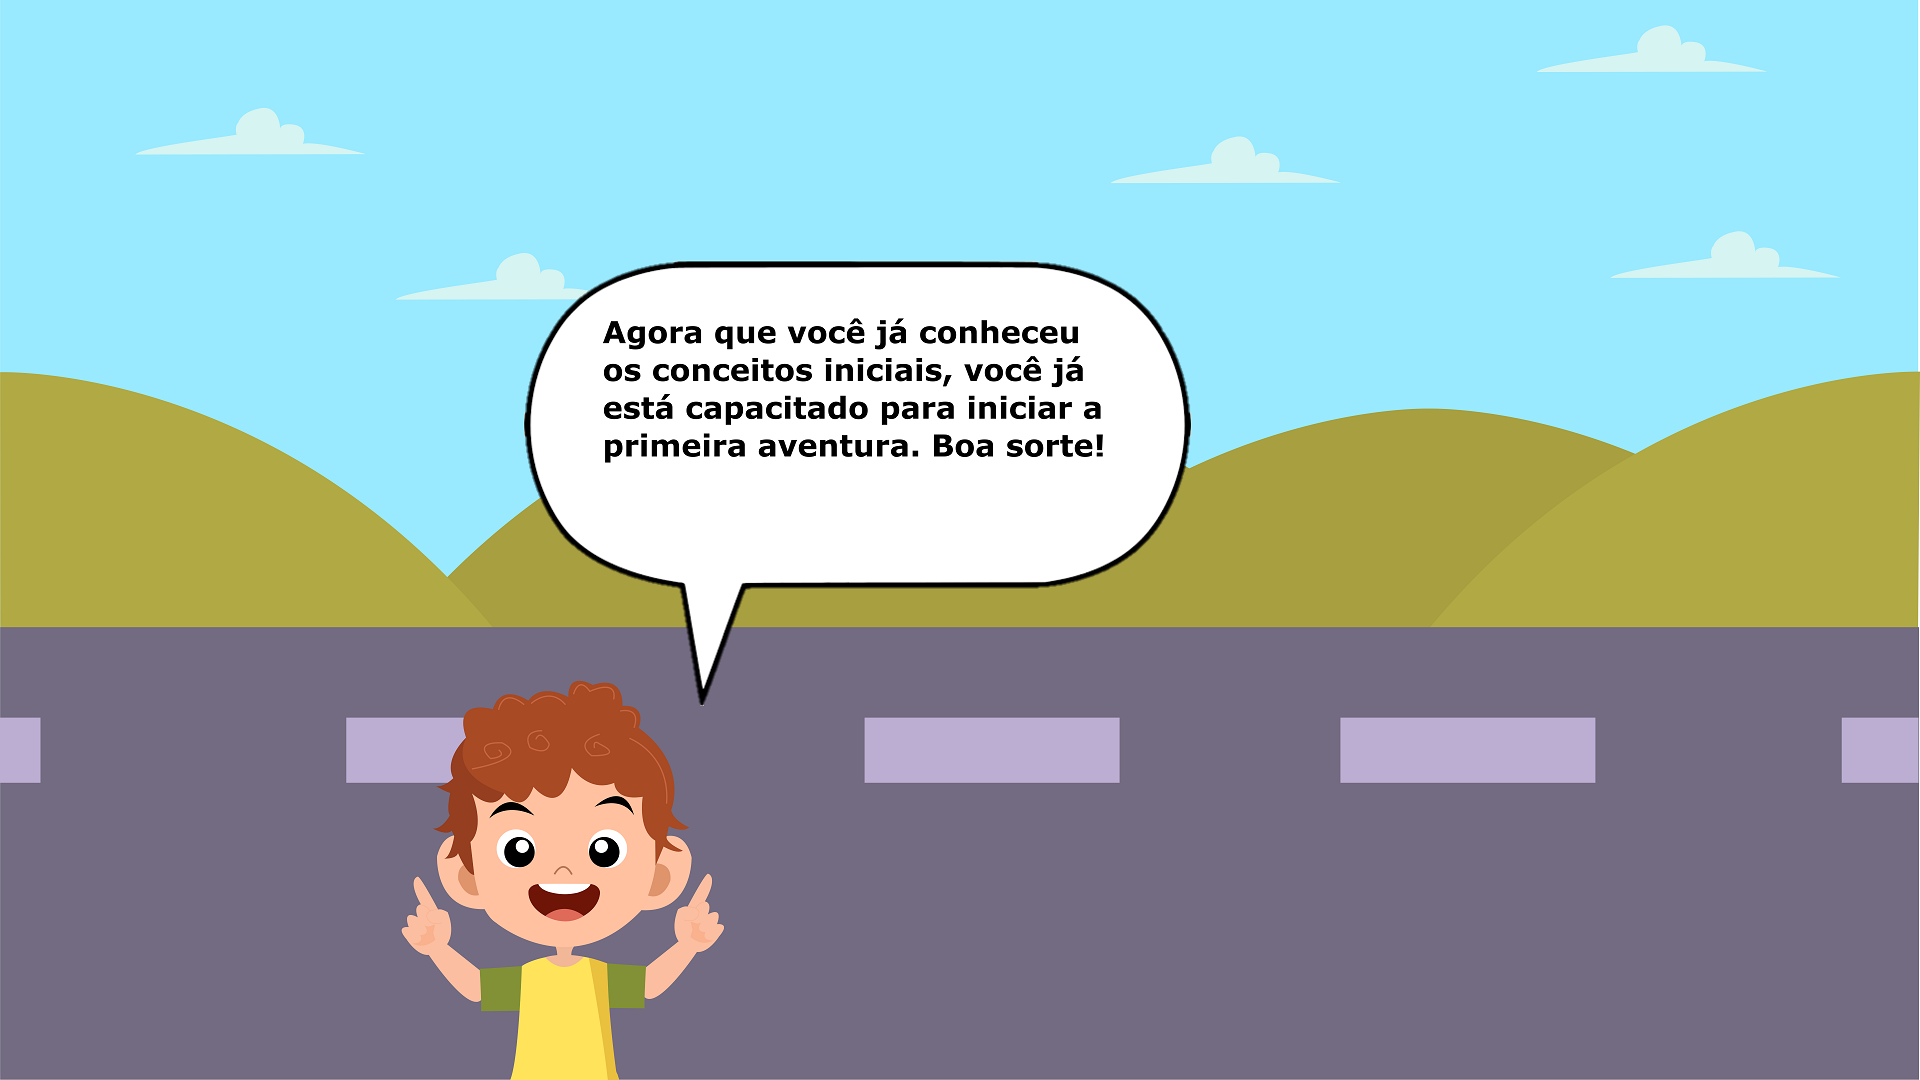 Agora que você já conheceu
os conceitos iniciais, você já
está capacitado para iniciar a
primeira aventura. Boa sorte!